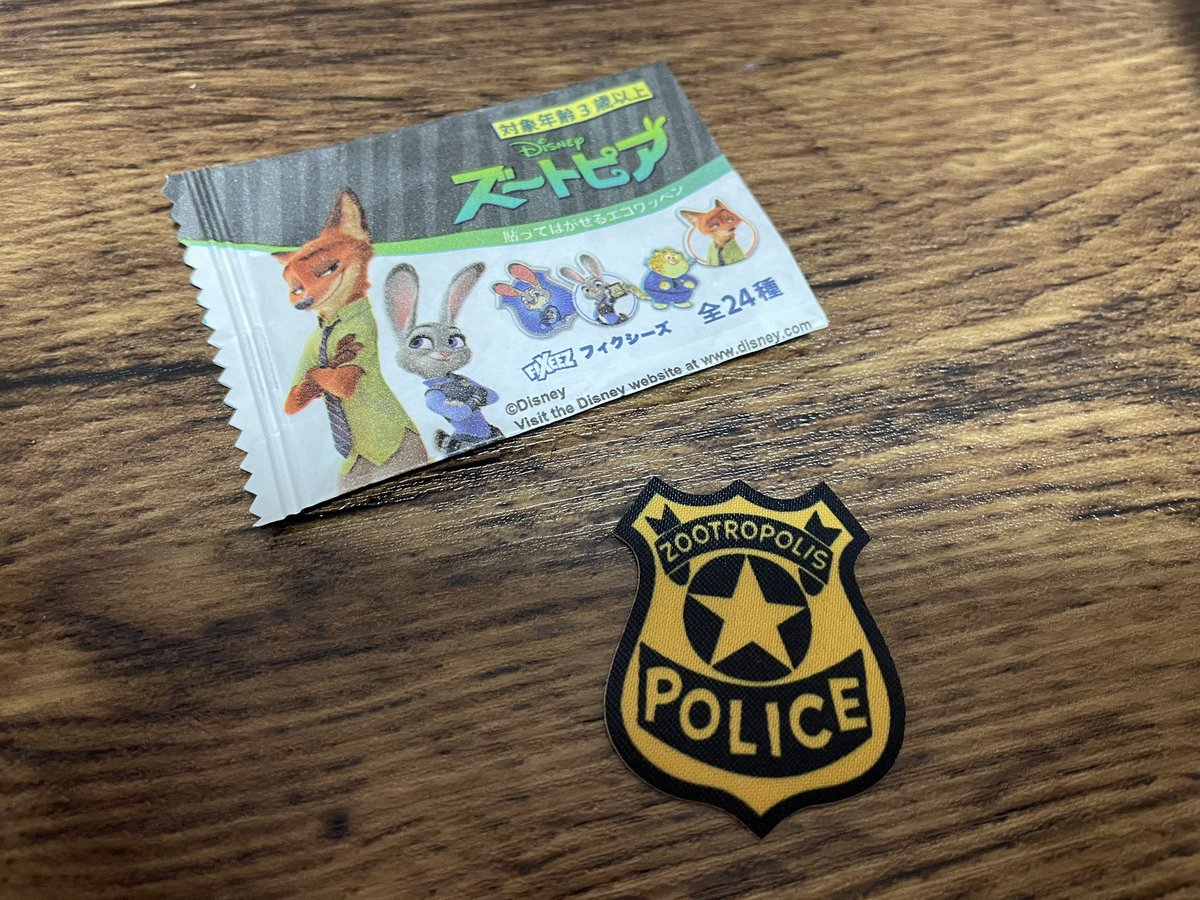 対象年齢3歳以上
Disney
ズートピア
貼ってはがせるエコワッペン
全24種
FIXEEZ フィクシーズ
©Disney
Visit the Disney website at www.disney.com
ZOOTROPOLIS
POLICE